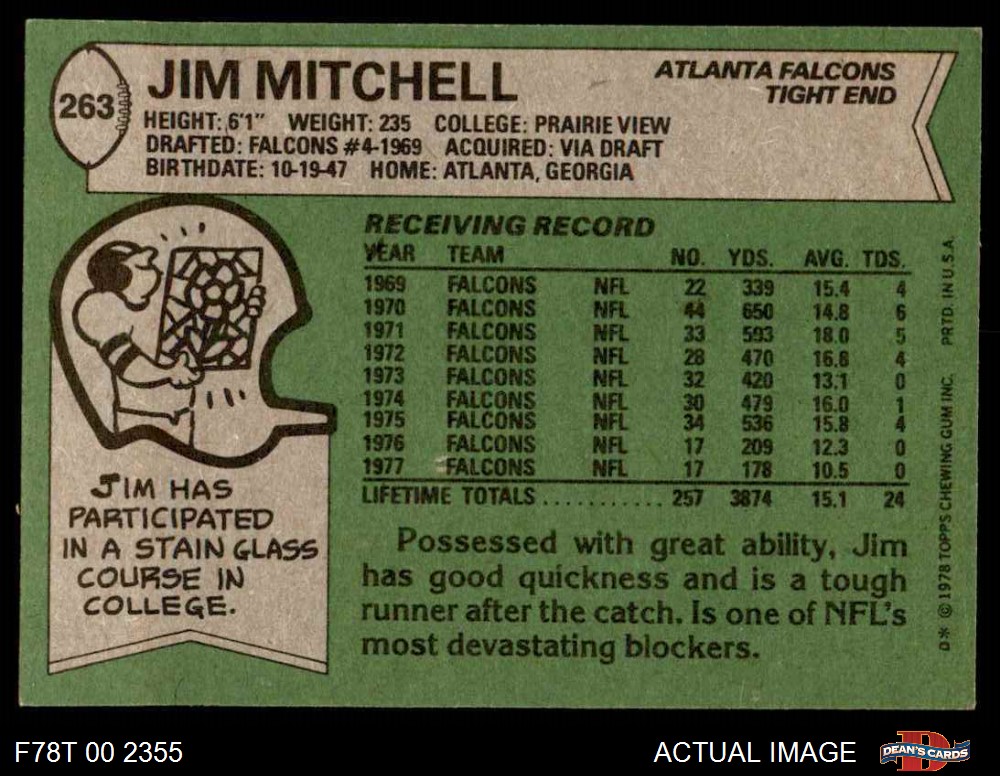 263
JIM MITCHELL
ATLANTA FALCONS
TIGHT END
HEIGHT: 6'1" WEIGHT: 235 COLLEGE: PRAIRIE VIEW
DRAFTED: FALCONS #4-1969 ACQUIRED: VIA DRAFT
BIRTHDATE: 10-19-47 HOME: ATLANTA, GEORGIA
RECEIVING RECORD
YEAR TEAM NO. YDS. AVG. TDS.
1969 FALCONS NFL 22 339 15.4 4
1970 FALCONS NFL 44 650 14.8 6
1971 FALCONS NFL 33 593 18.0 5
1972 FALCONS NFL 28 470 16.8 4
1973 FALCONS NFL 32 420 13.1 0
1974 FALCONS NFL 30 479 16.0 1
1975 FALCONS NFL 34 536 15.8 4
1976 FALCONS NFL 17 209 12.3 0
1977 FALCONS NFL 17 178 10.5 0
LIFETIME TOTALS ........... 257 3874 15.1 24
JIM HAS
PARTICIPATED
IN A STAIN GLASS
COURSE IN
COLLEGE.
Possessed with great ability, Jim
has good quickness and is a tough
runner after the catch. Is one of NFL's
most devastating blockers.
D* © 1978 TOPPS CHEWING GUM INC. PRTD. IN U.S.A.
F78T 00 2355
ACTUAL IMAGE
D
DEAN'S CARDS